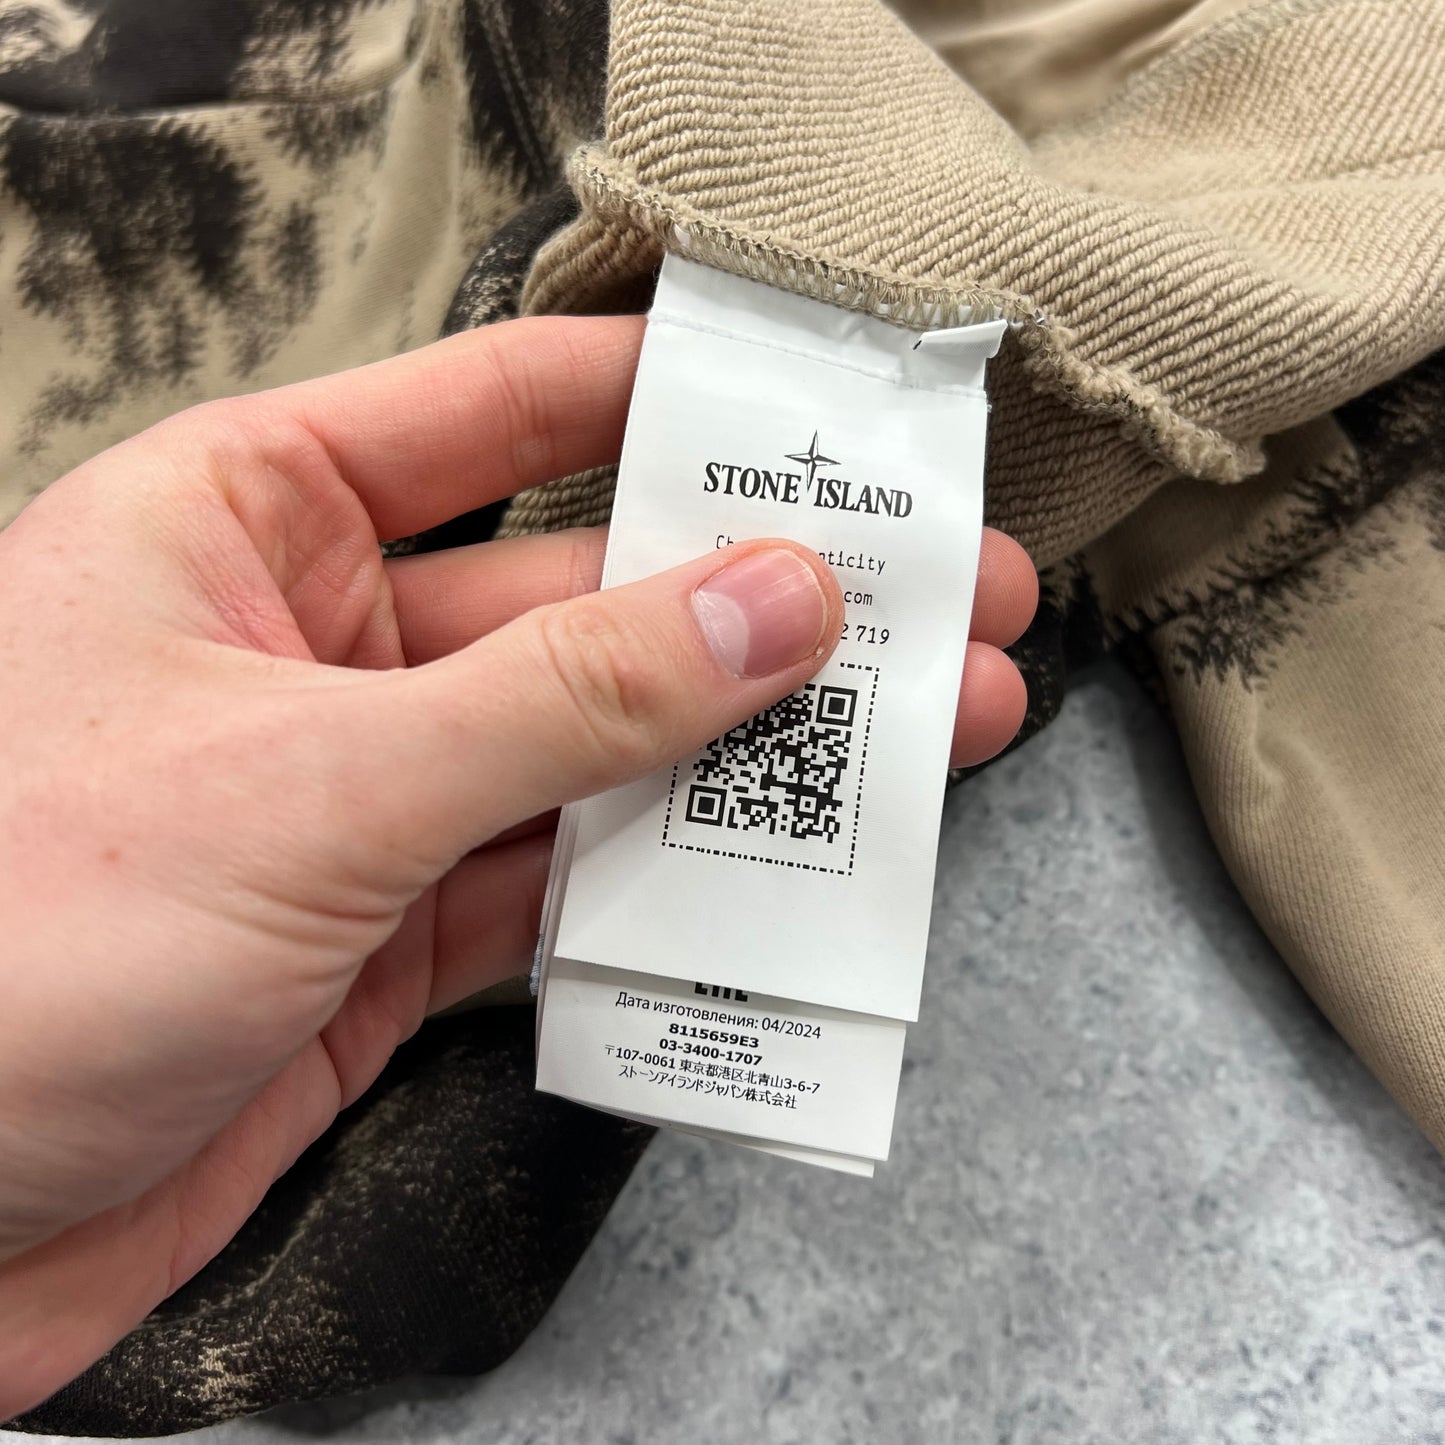 STONE ISLAND
ticity
com
2 719
EAC
Дата изготовления: 04/2024
8115659E3
03-3400-1707
〒107-0061 東京都港区北青山3-6-7
ストーンアイランドジャパン株式会社